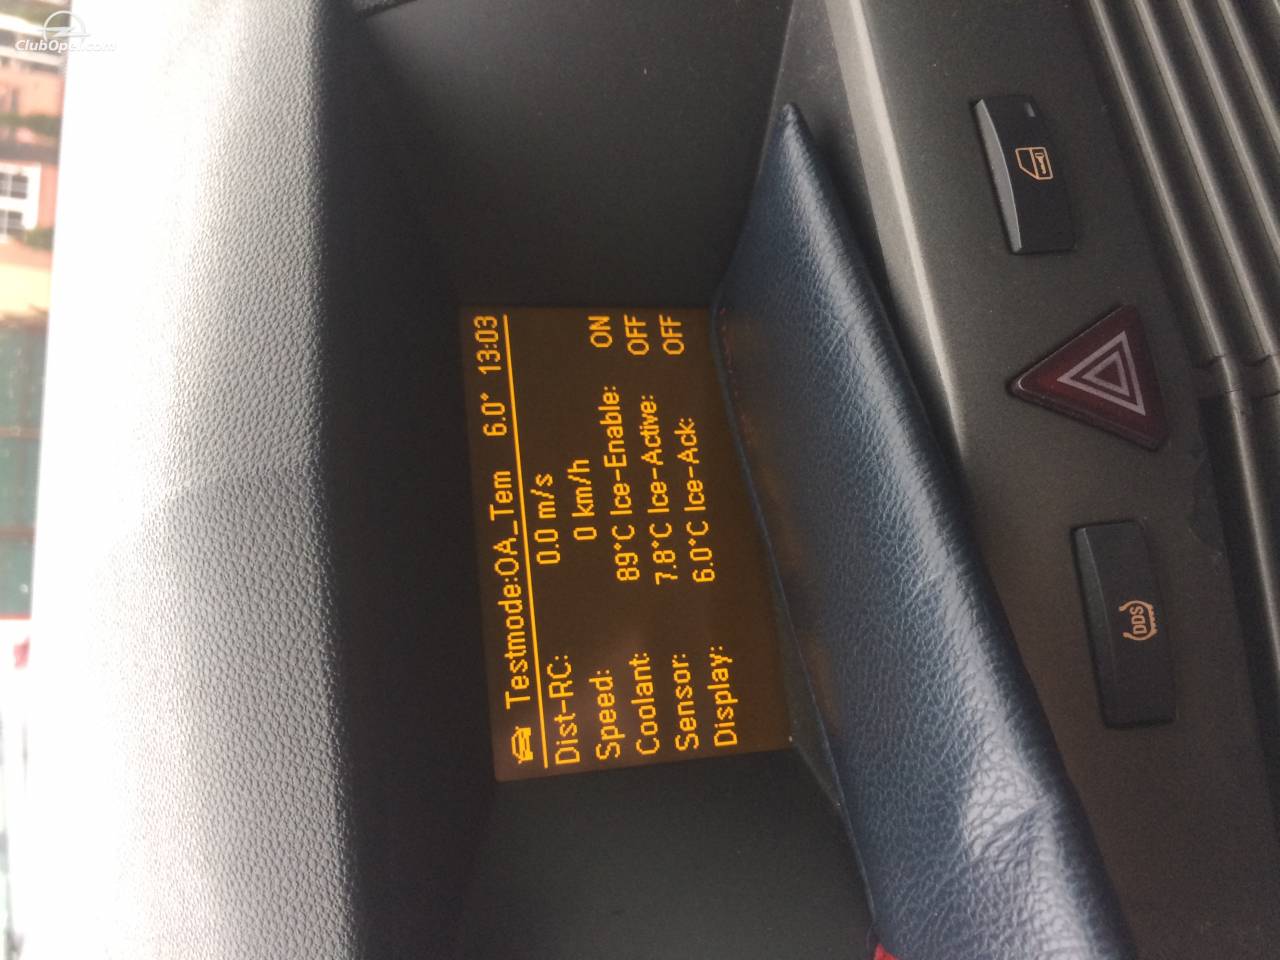 ClubOpel.com
Testmode:OA_Tem 6.0° 13:03
Dist-RC: 0.0 m/s
Speed: 0 km/h
Coolant: 89°C Ice-Enable: ON
Sensor: 7.8°C Ice-Active: OFF
Display: 6.0°C Ice-Ack: OFF
DDS